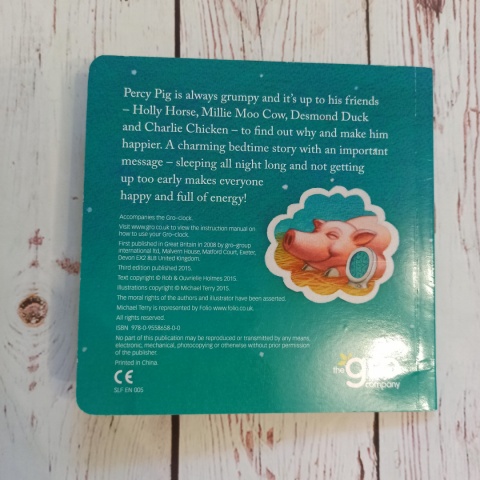 Percy Pig is always grumpy and it's up to his friends
– Holly Horse, Millie Moo Cow, Desmond Duck
and Charlie Chicken – to find out why and make him
happier. A charming bedtime story with an important
message – sleeping all night long and not getting
up too early makes everyone
happy and full of energy!
Accompanies the Gro-clock.
Visit www.gro.co.uk to view the instruction manual on
how to use your Gro-clock.
First published in Great Britain in 2008 by gro-group
international ltd, Malvern House, Matford Court, Exeter,
Devon EX2 8LB United Kingdom.
Third edition published 2015.
Text copyright © Rob & Ouvrielle Holmes 2015.
Illustrations copyright © Michael Terry 2015.
The moral rights of the authors and illustrator have been asserted.
Michael Terry is represented by Folio www.folio.co.uk.
All rights reserved.
ISBN 978-0-9558658-0-0
No part of this publication may be reproduced or transmitted by any means,
electronic, mechanical, photocopying or otherwise without prior permission
of the publisher.
Printed in China.
CE
SLF EN 005
the gro company